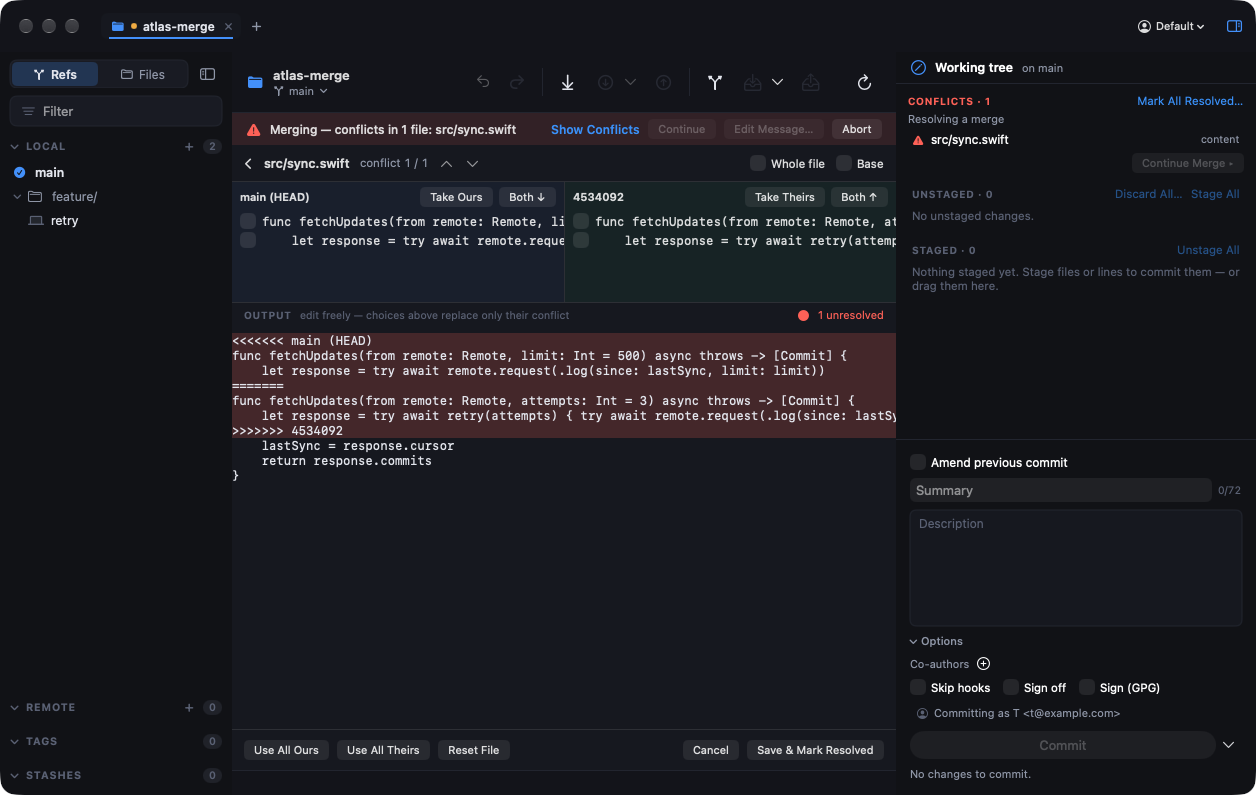 atlas-merge
Default
Refs
Files
Filter
LOCAL
2
main
feature/
retry
REMOTE
0
TAGS
0
STASHES
0
atlas-merge
main
Merging — conflicts in 1 file: src/sync.swift
Show Conflicts
Continue
Edit Message...
Abort
src/sync.swift
conflict 1 / 1
Whole file
Base
main (HEAD)
Take Ours
Both ↓
func fetchUpdates(from remote: Remote, li
let response = try await remote.reque
4534092
Take Theirs
Both ↑
func fetchUpdates(from remote: Remote, at
let response = try await retry(attemp
OUTPUT
edit freely — choices above replace only their conflict
1 unresolved
<<<<<<< main (HEAD)
func fetchUpdates(from remote: Remote, limit: Int = 500) async throws -> [Commit] {
let response = try await remote.request(.log(since: lastSync, limit: limit))
=======
func fetchUpdates(from remote: Remote, attempts: Int = 3) async throws -> [Commit] {
let response = try await retry(attempts) { try await remote.request(.log(since: lastSy
>>>>>>> 4534092
lastSync = response.cursor
return response.commits
}
Use All Ours
Use All Theirs
Reset File
Cancel
Save & Mark Resolved
Working tree
on main
CONFLICTS · 1
Mark All Resolved...
Resolving a merge
src/sync.swift
content
Continue Merge
UNSTAGED · 0
Discard All...
Stage All
No unstaged changes.
STAGED · 0
Unstage All
Nothing staged yet. Stage files or lines to commit them — or
drag them here.
Amend previous commit
Summary
0/72
Description
Options
Co-authors
Skip hooks
Sign off
Sign (GPG)
Committing as T <t@example.com>
Commit
No changes to commit.